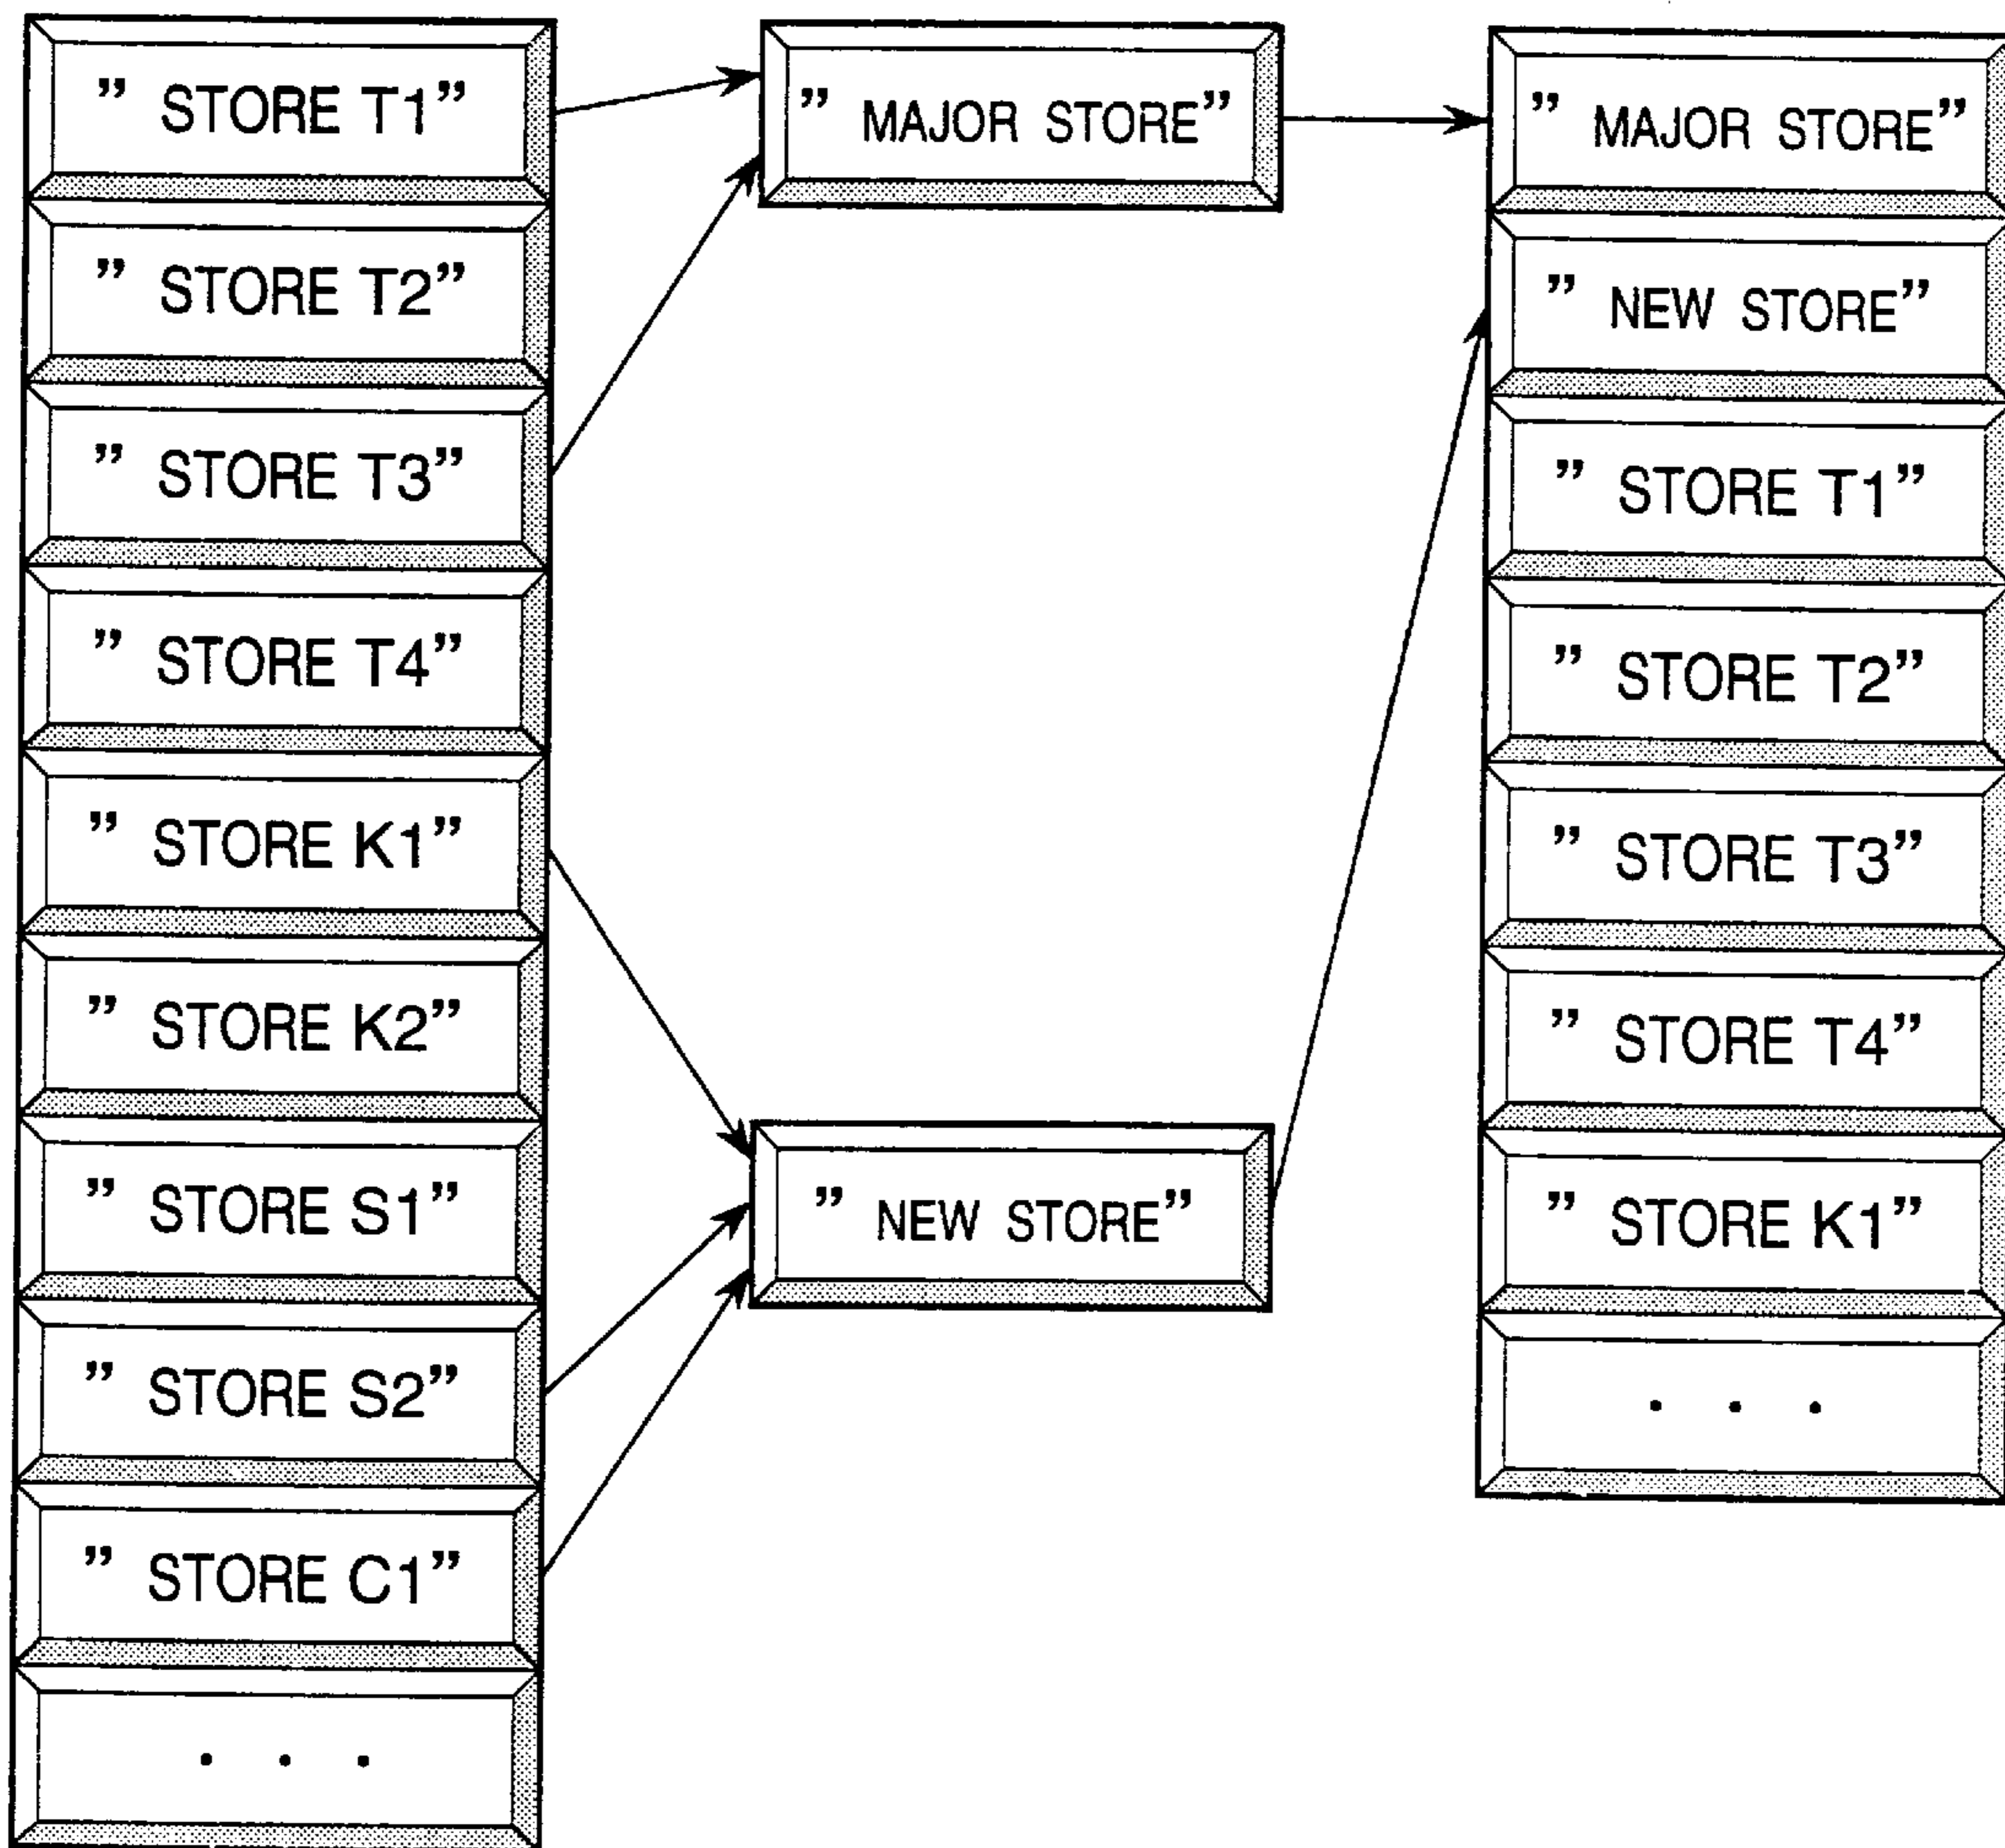 ” STORE T1”
” STORE T2”
” STORE T3”
” STORE T4”
” STORE K1”
” STORE K2”
” STORE S1”
” STORE S2”
” STORE C1”
. . .
” MAJOR STORE”
” NEW STORE”
” MAJOR STORE”
” NEW STORE”
” STORE T1”
” STORE T2”
” STORE T3”
” STORE T4”
” STORE K1”
. . .